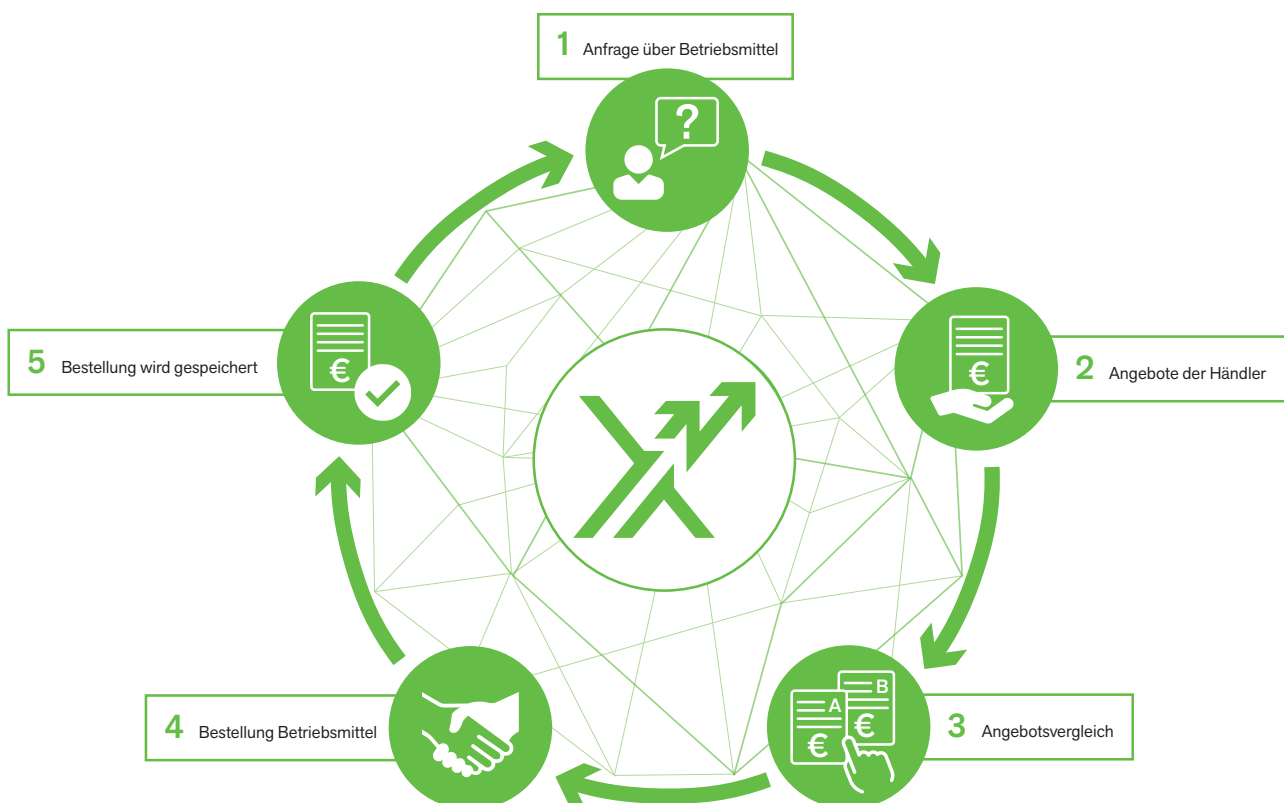 1 Anfrage über Betriebsmittel
?
€
2 Angebote der Händler
A
B
€
€
3 Angebotsvergleich
4 Bestellung Betriebsmittel
€
5 Bestellung wird gespeichert